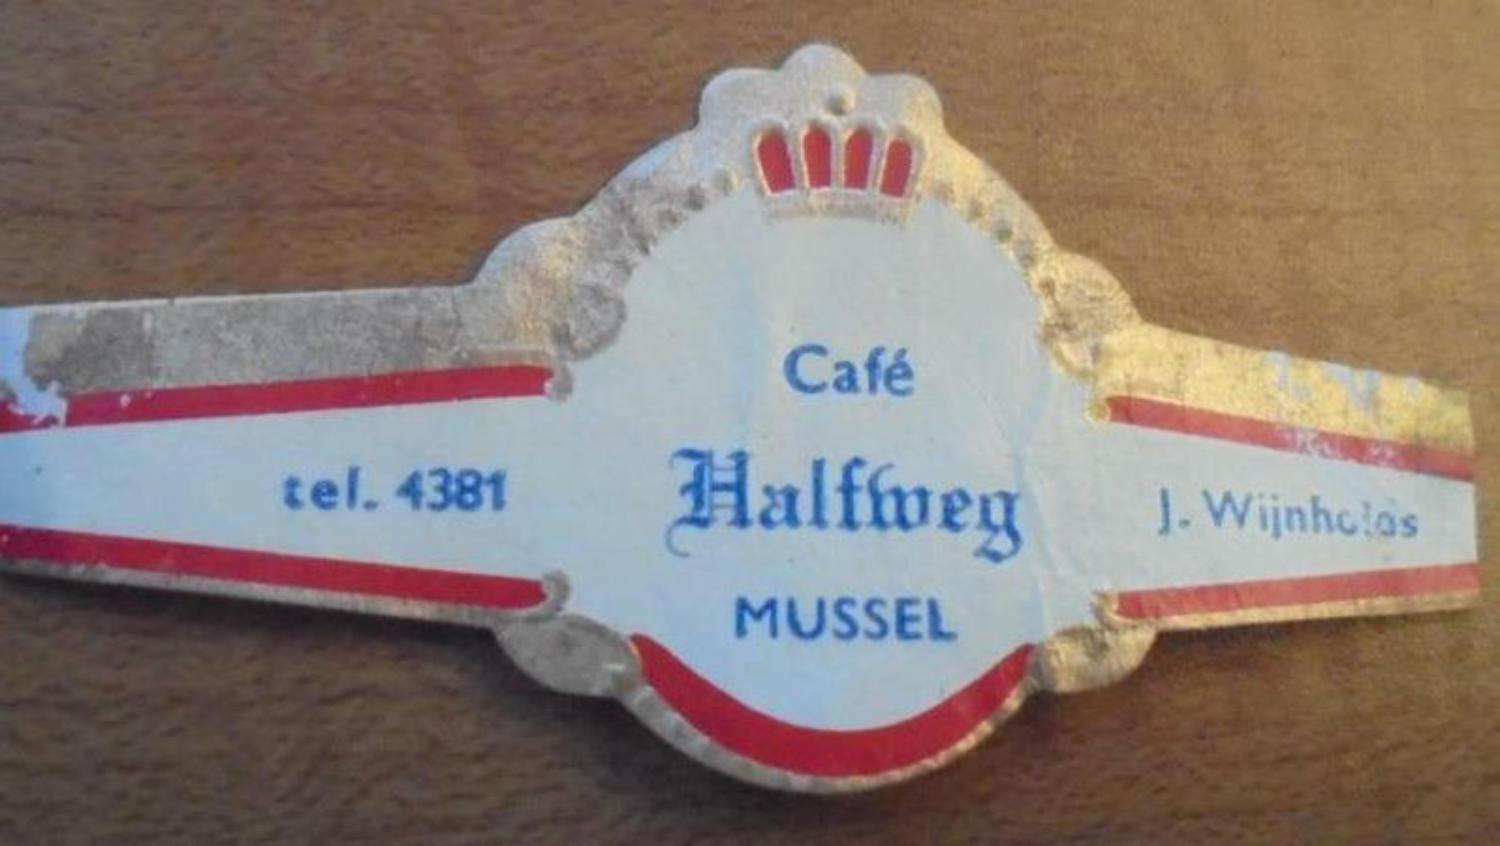 Café
Halfweg
MUSSEL
tel. 4381
J. Wijnholds